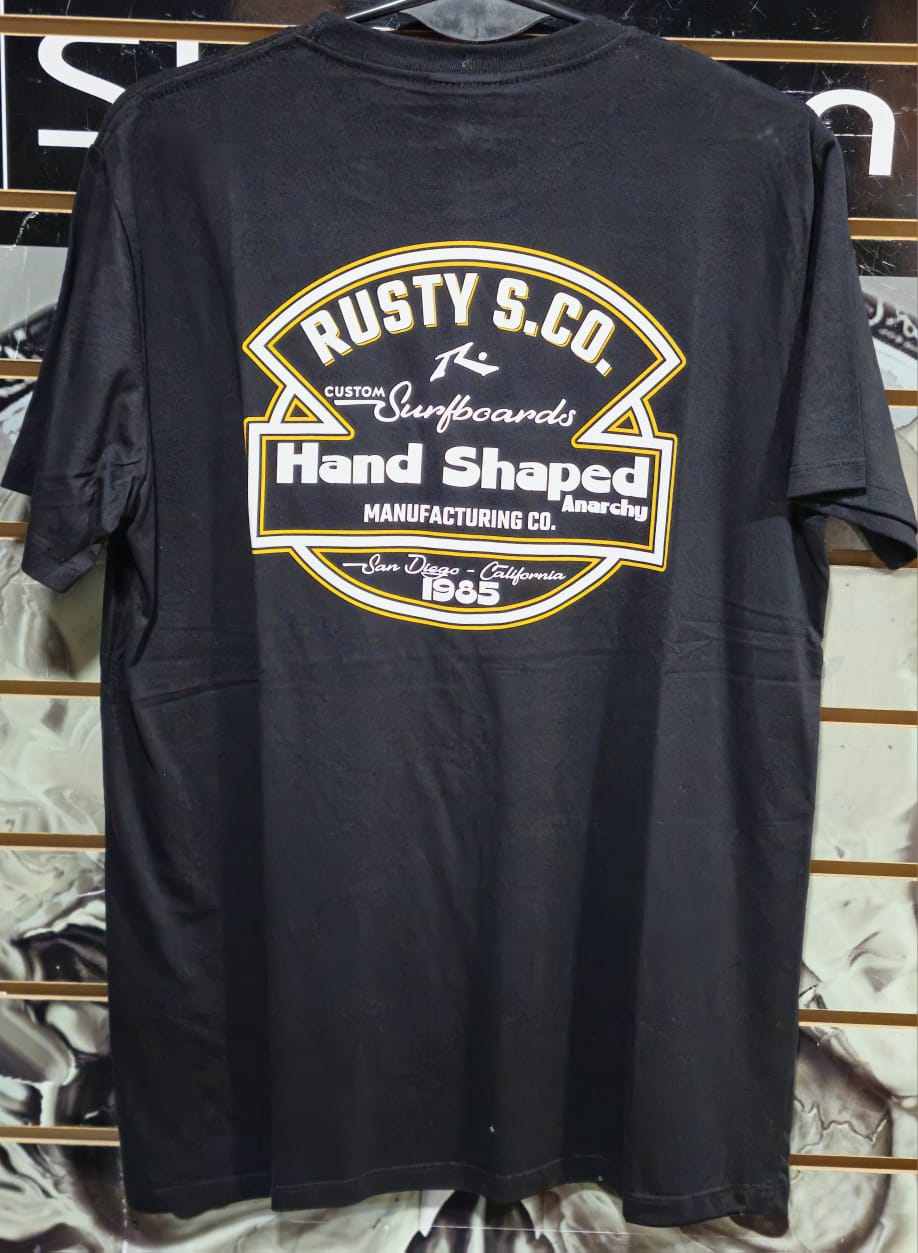 RUSTY S.CO.
CUSTOM Surfboards
Hand Shaped
Anarchy
MANUFACTURING CO.
San Diego - California
1985